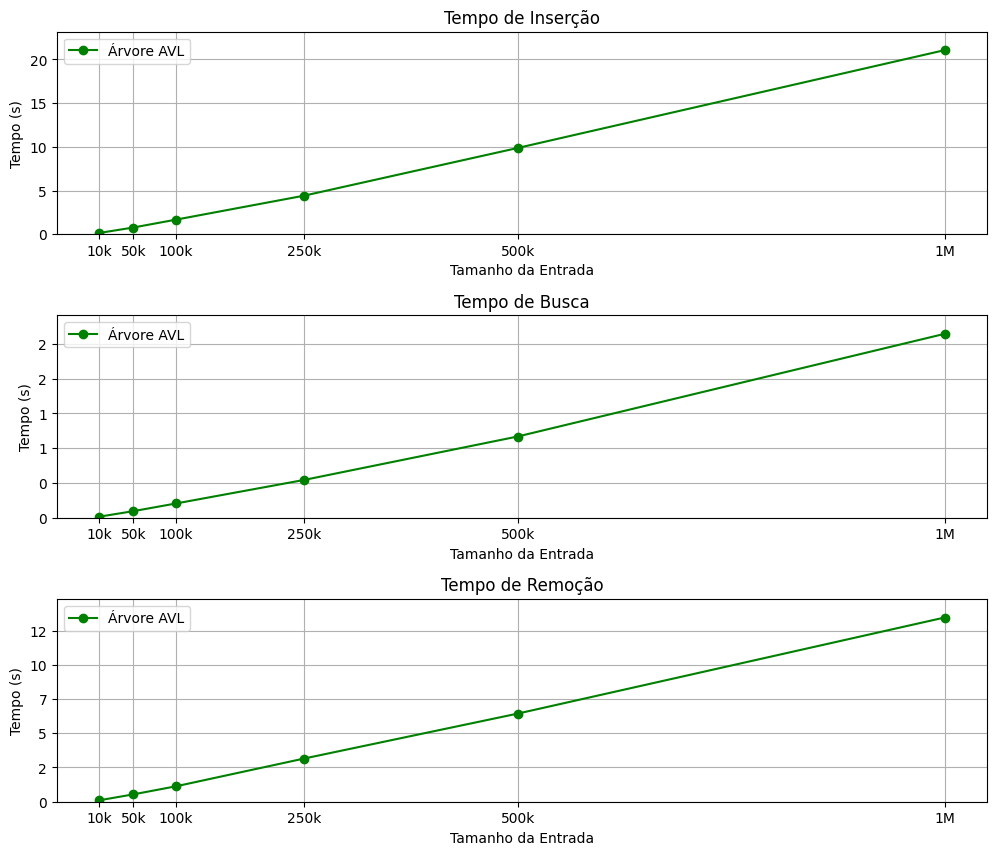 Tempo de Inserção
Árvore AVL
Tempo (s)
20
15
10
5
0
10k 50k 100k 250k 500k 1M
Tamanho da Entrada
Tempo de Busca
Árvore AVL
Tempo (s)
2
2
1
1
0
0
10k 50k 100k 250k 500k 1M
Tamanho da Entrada
Tempo de Remoção
Árvore AVL
Tempo (s)
12
10
7
5
2
0
10k 50k 100k 250k 500k 1M
Tamanho da Entrada